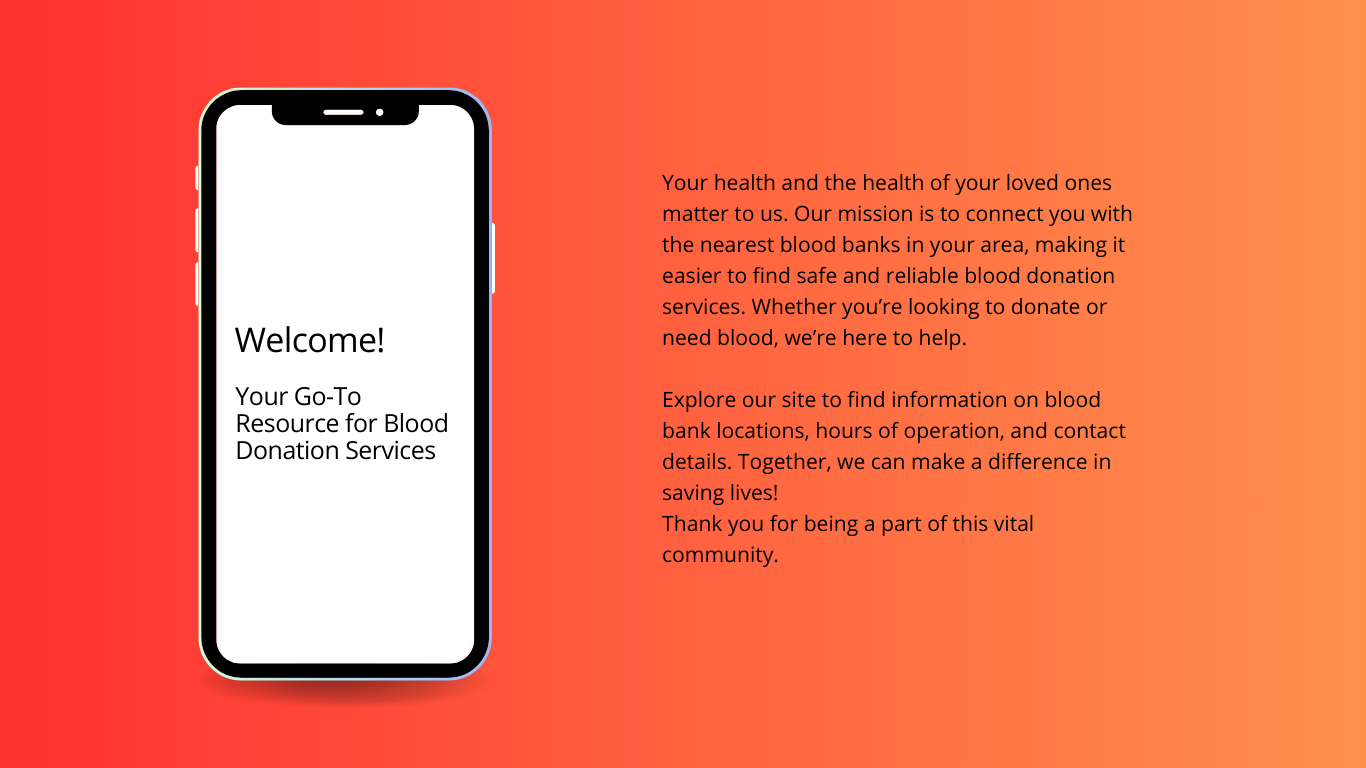 Welcome!
Your Go-To
Resource for Blood
Donation Services
Your health and the health of your loved ones
matter to us. Our mission is to connect you with
the nearest blood banks in your area, making it
easier to find safe and reliable blood donation
services. Whether you’re looking to donate or
need blood, we’re here to help.
Explore our site to find information on blood
bank locations, hours of operation, and contact
details. Together, we can make a difference in
saving lives!
Thank you for being a part of this vital
community.